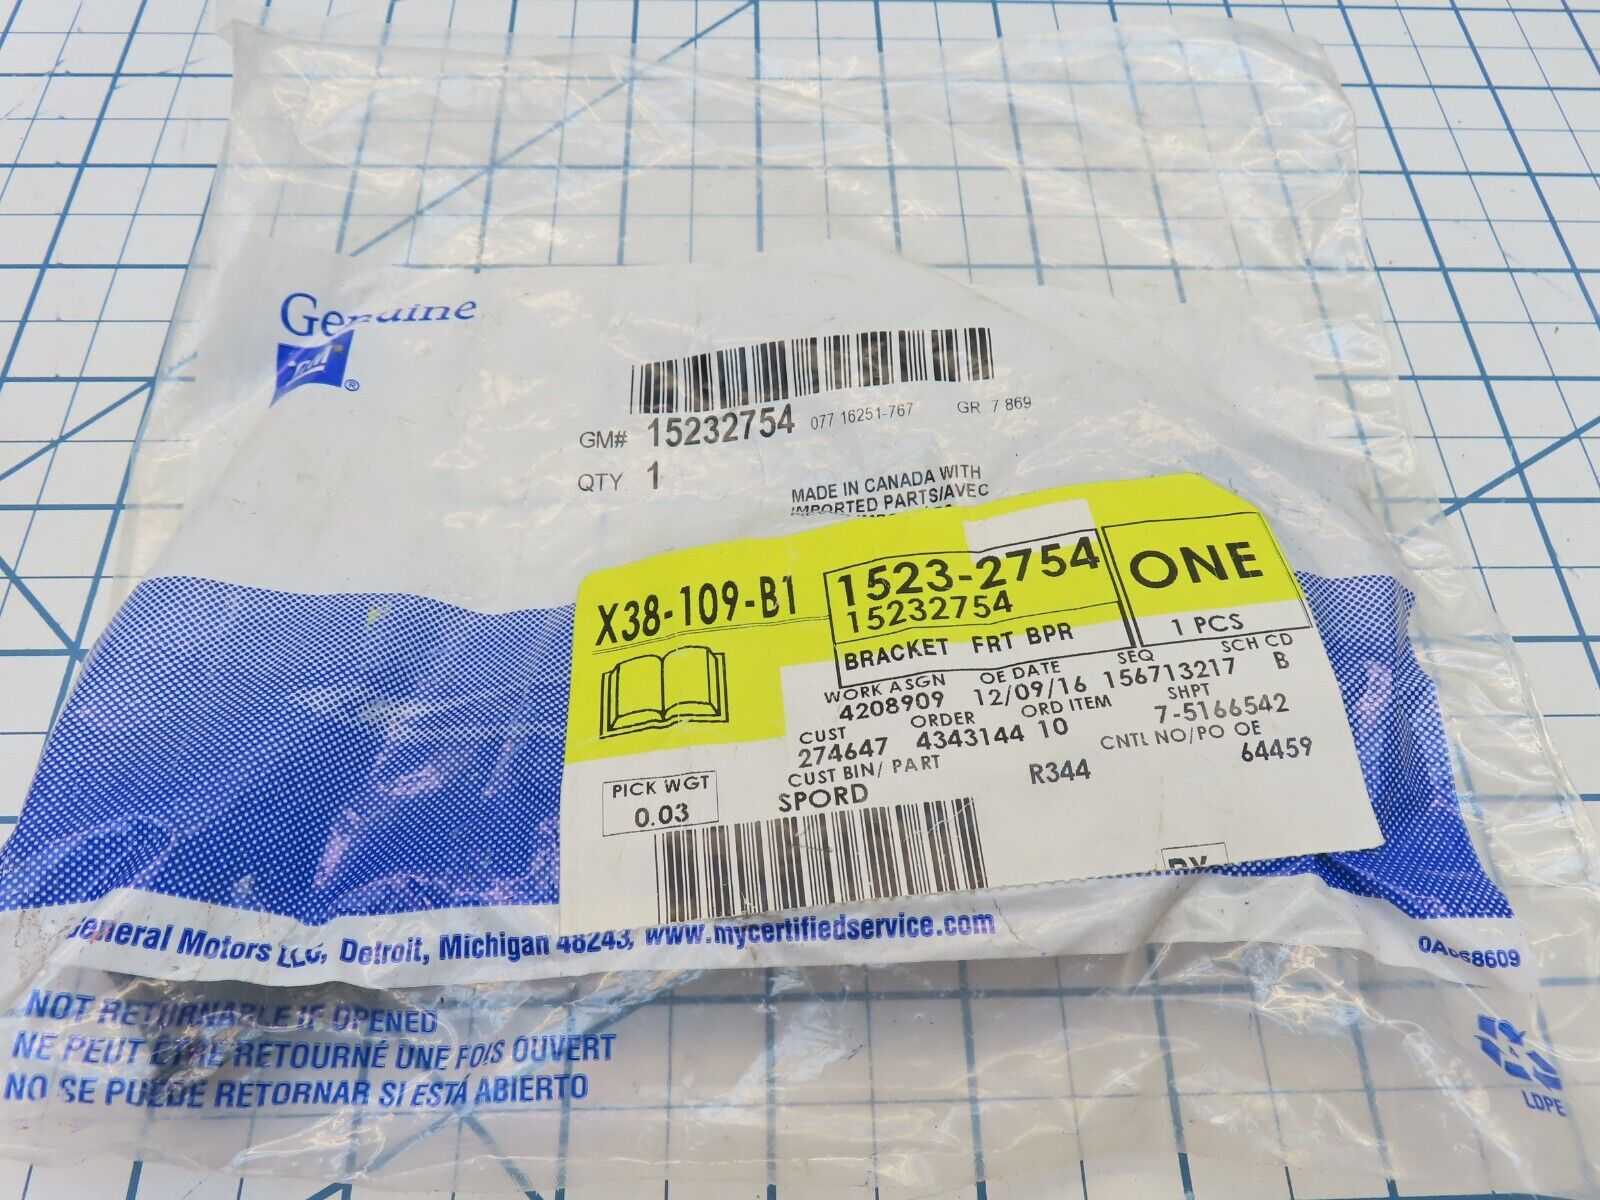 Genuine
GM
®
GM# 15232754 077 16251-767 GR 7 869
QTY 1
MADE IN CANADA WITH
IMPORTED PARTS/AVEC
X38-109-B1
1523-2754
15232754
BRACKET FRT BPR
ONE
1 PCS
WORK ASGN OE DATE SEQ SCH CD
4208909 12/09/16 156713217 B
CUST ORDER ORD ITEM SHPT
274647 4343144 10 7-5166542
CUST BIN/ PART CNTL NO/PO OE
SPORD R344 64459
PICK WGT
0.03
General Motors LLC, Detroit, Michigan 48243, www.mycertifiedservice.com
NOT RETURNABLE IF OPENED
NE PEUT ÊTRE RETOURNÉ UNE FOIS OUVERT
NO SE PUEDE RETORNAR SI ESTÁ ABIERTO
LDPE